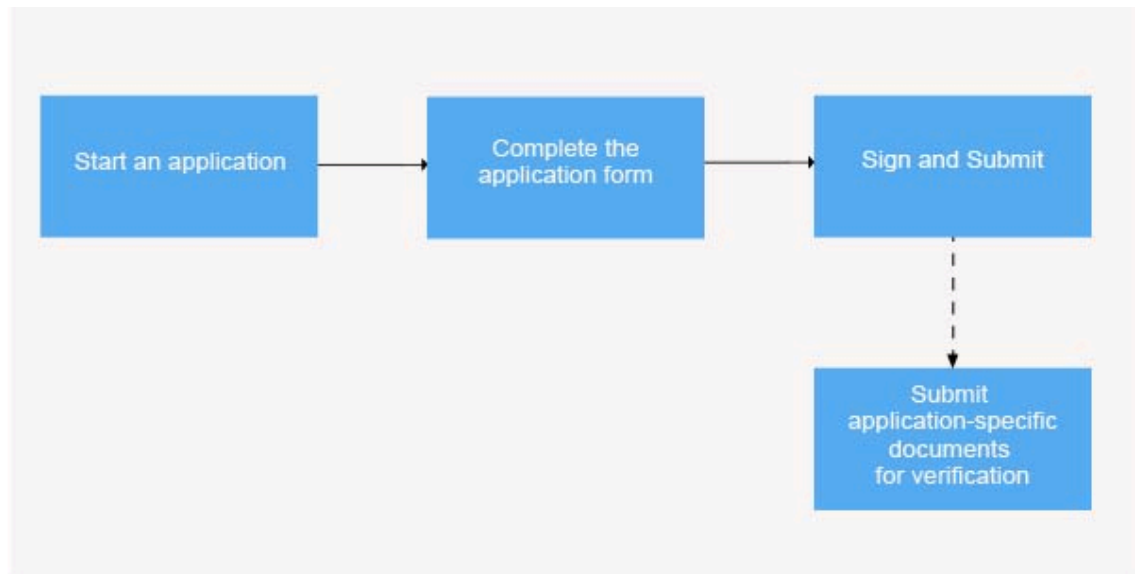 Start an application
Complete the
application form
Sign and Submit
Submit
application-specific
documents
for verification